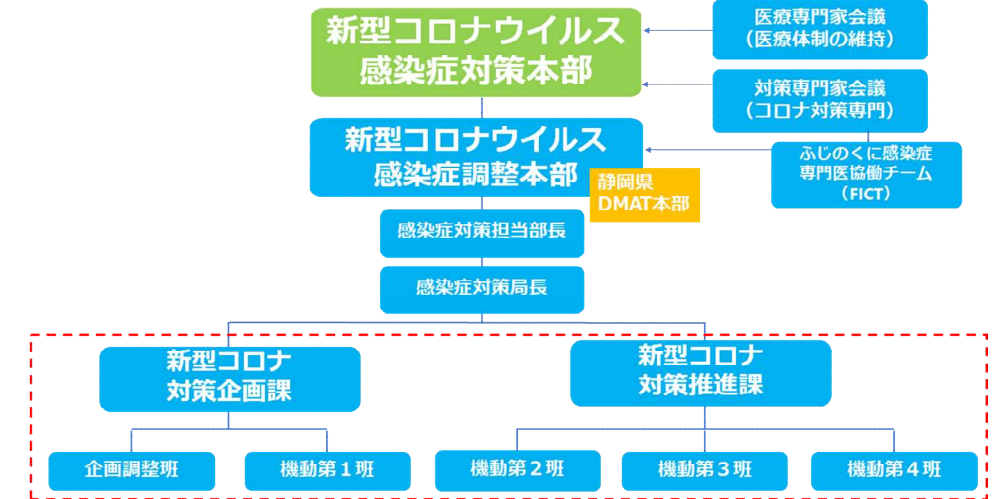 新型コロナウイルス
感染症対策本部
医療専門家会議
（医療体制の維持）
対策専門家会議
（コロナ対策専門）
新型コロナウイルス
感染症調整本部
ふじのくに感染症
専門医協働チーム
（FICT）
静岡県
DMAT本部
感染症対策担当部長
感染症対策局長
新型コロナ
対策企画課
新型コロナ
対策推進課
企画調整班
機動第１班
機動第２班
機動第３班
機動第４班